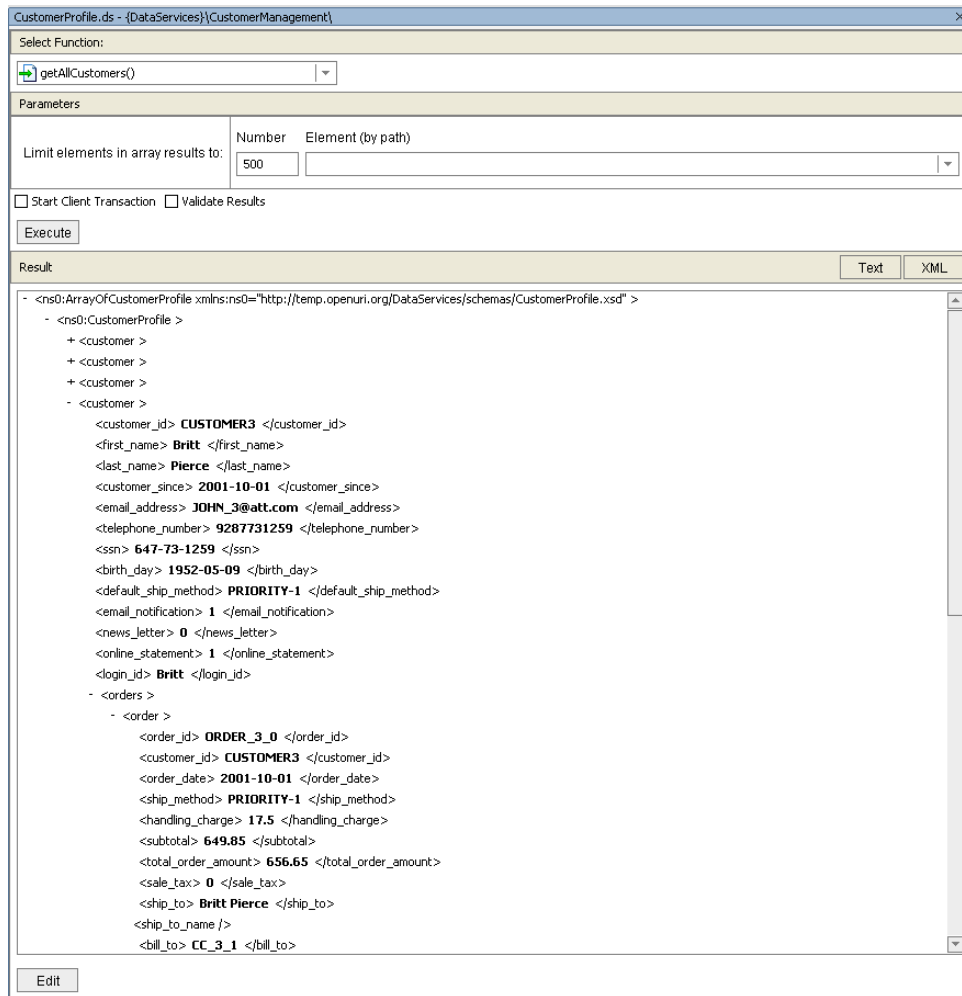 CustomerProfile.ds - {DataServices}\CustomerManagement\
Select Function:
getAllCustomers()
Parameters
Limit elements in array results to:
Number Element (by path)
500
Start Client Transaction Validate Results
Execute
Result Text XML
- <ns0:ArrayOfCustomerProfile xmlns:ns0="http://temp.openuri.org/DataServices/schemas/CustomerProfile.xsd" >
- <ns0:CustomerProfile >
+ <customer >
+ <customer >
+ <customer >
- <customer >
<customer_id> CUSTOMER3 </customer_id>
<first_name> Britt </first_name>
<last_name> Pierce </last_name>
<customer_since> 2001-10-01 </customer_since>
<email_address> JOHN_3@att.com </email_address>
<telephone_number> 9287731259 </telephone_number>
<ssn> 647-73-1259 </ssn>
<birth_day> 1952-05-09 </birth_day>
<default_ship_method> PRIORITY-1 </default_ship_method>
<email_notification> 1 </email_notification>
<news_letter> 0 </news_letter>
<online_statement> 1 </online_statement>
<login_id> Britt </login_id>
- <orders >
- <order >
<order_id> ORDER_3_0 </order_id>
<customer_id> CUSTOMER3 </customer_id>
<order_date> 2001-10-01 </order_date>
<ship_method> PRIORITY-1 </ship_method>
<handling_charge> 17.5 </handling_charge>
<subtotal> 649.85 </subtotal>
<total_order_amount> 656.65 </total_order_amount>
<sale_tax> 0 </sale_tax>
<ship_to> Britt Pierce </ship_to>
<ship_to_name />
<bill_to> CC_3_1 </bill_to>
Edit